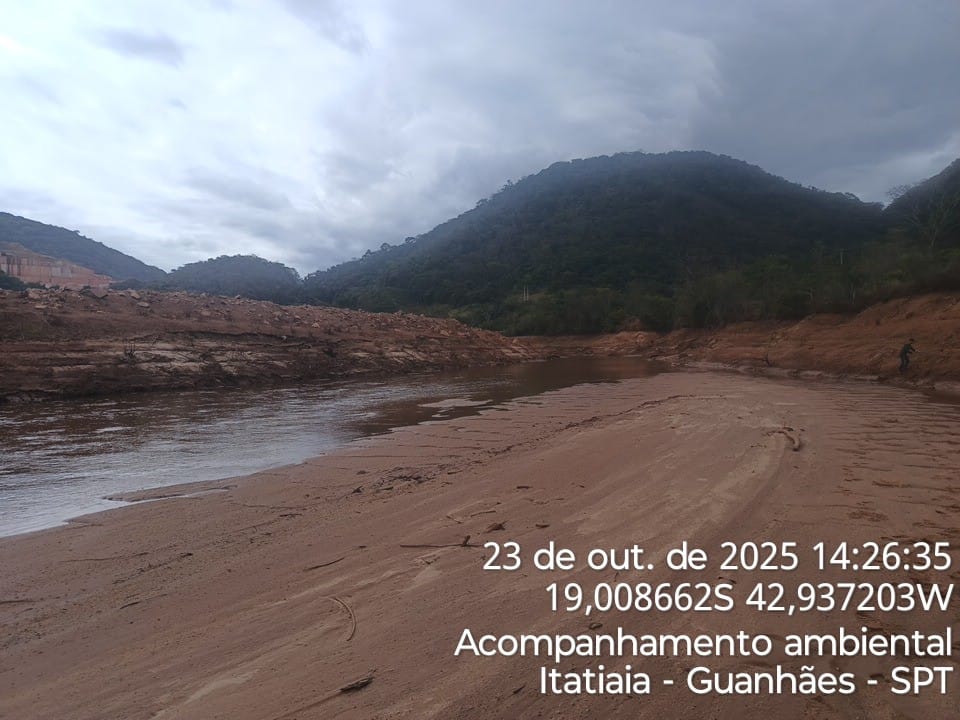 23 de out. de 2025 14:26:35
19,008662S 42,937203W
Acompanhamento ambiental
Itatiaia - Guanhães - SPT